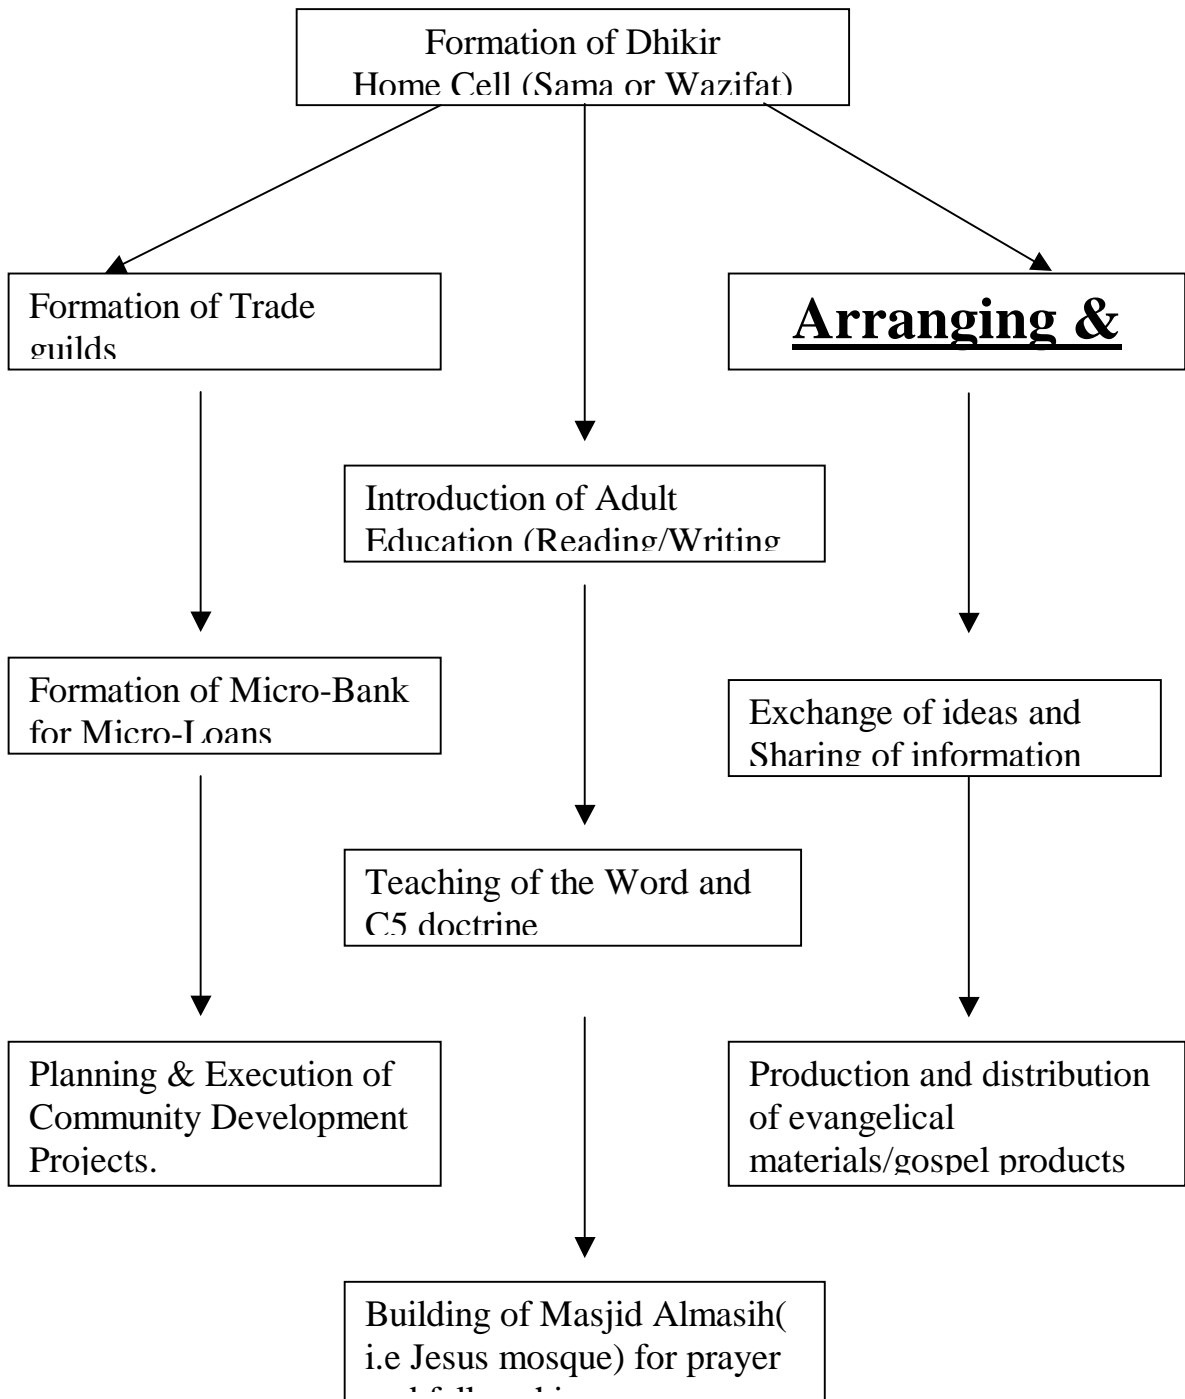 Formation of Dhikir
Home Cell (Sama or Wazifat)
Formation of Trade
guilds
Arranging &
Introduction of Adult
Education (Reading/Writing
Formation of Micro-Bank
for Micro-Loans
Exchange of ideas and
Sharing of information
Teaching of the Word and
C5 doctrine
Planning & Execution of
Community Development
Projects.
Production and distribution
of evangelical
materials/gospel products
Building of Masjid Almasih(
i.e Jesus mosque) for prayer